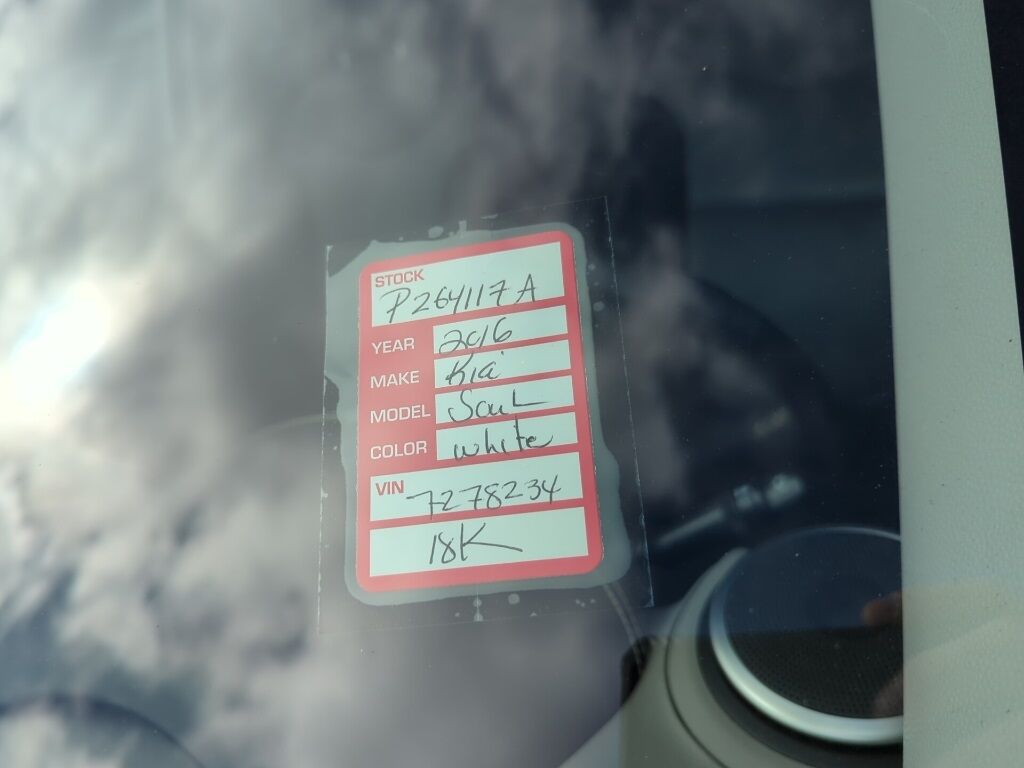 STOCK
P264117A
YEAR 2016
MAKE Kia
MODEL Soul
COLOR white
VIN 7278234
18K